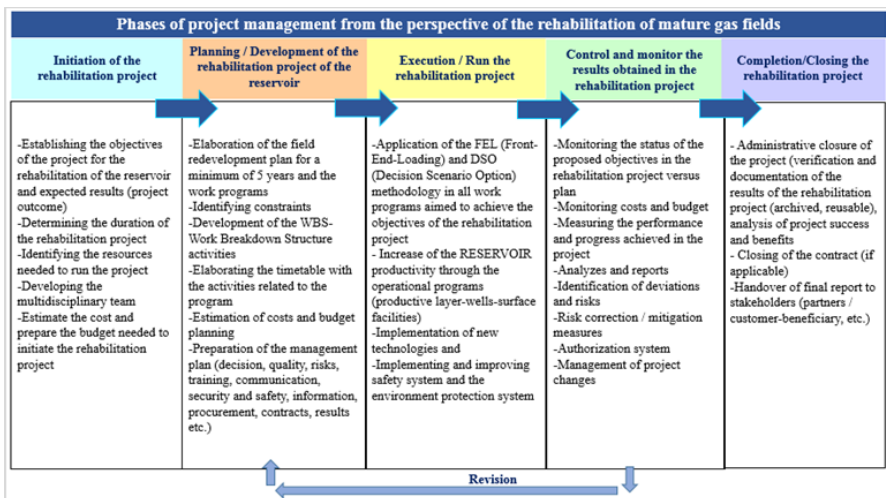 Phases of project management from the perspective of the rehabilitation of mature gas fields
Initiation of the
rehabilitation project
Planning / Development of the
rehabilitation project of the
reservoir
Execution / Run the
rehabilitation project
Control and monitor the
results obtained in the
rehabilitation project
Completion/Closing the
rehabilitation project
-Establishing the objectives
of the project for the
rehabilitation of the reservoir
and expected results (project
outcome)
-Determining the duration of
the rehabilitation project
-Identifying the resources
needed to run the project
-Developing the
multidisciplinary team
-Estimate the cost and
prepare the budget needed to
initiate the rehabilitation
project
-Elaboration of the field
redevelopment plan for a
minimum of 5 years and the
work programs
-Identifying constraints
-Development of the WBS-
Work Breakdown Structure
activities
-Elaborating the timetable with
the activities related to the
program
-Estimation of costs and budget
planning
-Preparation of the management
plan (decision, quality, risks,
training, communication,
security and safety, information,
procurement, contracts, results
etc.)
-Application of the FEL (Front-
End-Loading) and DSO
(Decision Scenario Option)
methodology in all work
programs aimed to achieve the
objectives of the rehabilitation
project
- Increase of the RESERVOIR
productivity through the
operational programs
(productive layer-wells-surface
facilities)
-Implementation of new
technologies and
-Implementing and improving
safety system and the
environment protection system
-Monitoring the status of the
proposed objectives in the
rehabilitation project versus
plan
-Monitoring costs and budget
-Measuring the performance
and progress achieved in the
project
-Analyzes and reports
-Identification of deviations
and risks
-Risk correction / mitigation
measures
-Authorization system
-Management of project
changes
- Administrative closure of
the project (verification and
documentation of the
results of the rehabilitation
project (archived, reusable),
analysis of project success
and benefits
- Closing of the contract (if
applicable)
-Handover of final report to
stakeholders (partners /
customer-beneficiary, etc.)
Revision